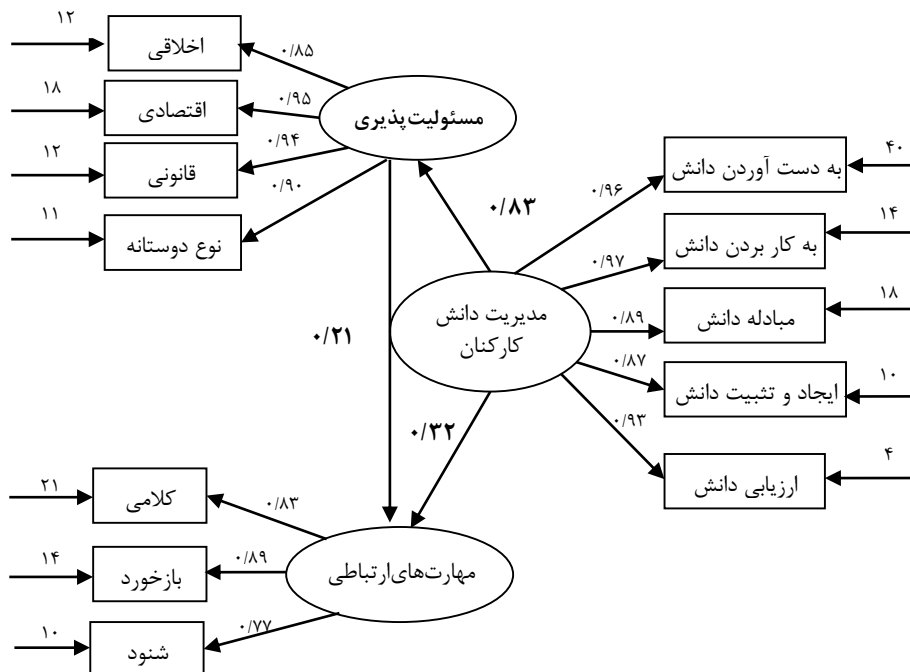 ۱۲
اخلاقی
۰/۸۵
۱۸
اقتصادی
۰/۹۵
مسئولیت‌پذیری
۱۲
قانونی
۰/۹۴
۱۱
نوع دوستانه
۰/۹۰
۰/۸۳
۰/۹۶
به دست آوردن دانش
۴۰
۰/۹۷
به کار بردن دانش
۱۴
مدیریت دانش
کارکنان
۰/۸۹
مبادله دانش
۱۸
۰/۸۷
ایجاد و تثبیت دانش
۱۰
۰/۹۳
ارزیابی دانش
۴
۰/۲۱
۰/۳۲
۲۱
کلامی
۰/۸۳
۱۴
بازخورد
۰/۸۹
مهارت‌های‌ارتباطی
۱۰
شنود
۰/۷۷